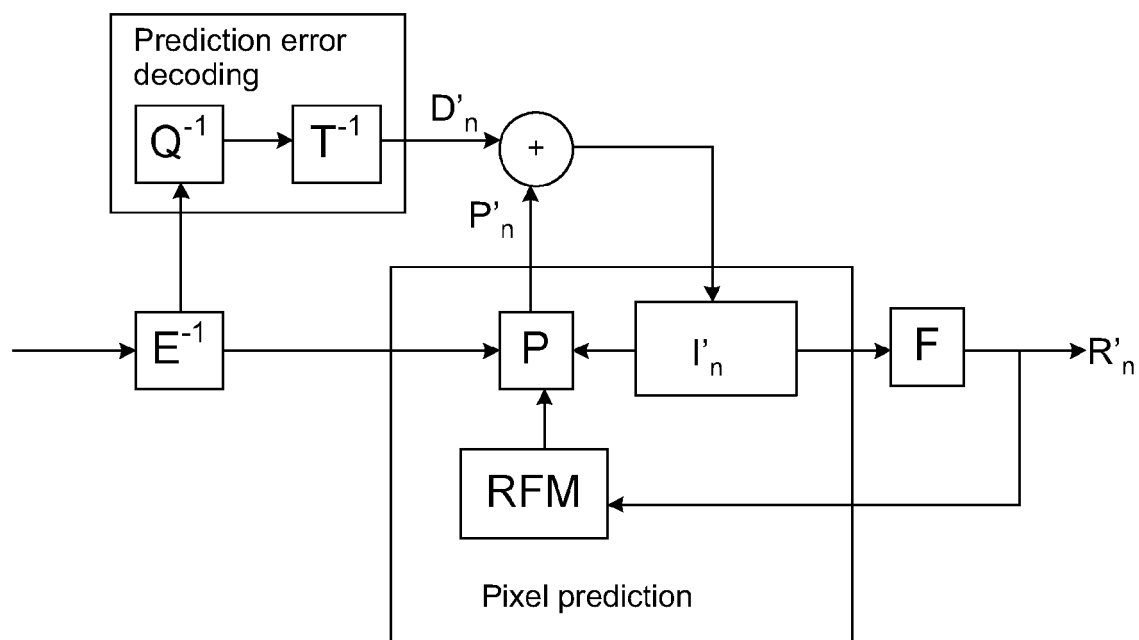 Prediction error
decoding
Q⁻¹
T⁻¹
D’ₙ
+
P’ₙ
E⁻¹
P
I’ₙ
F
R’ₙ
RFM
Pixel prediction